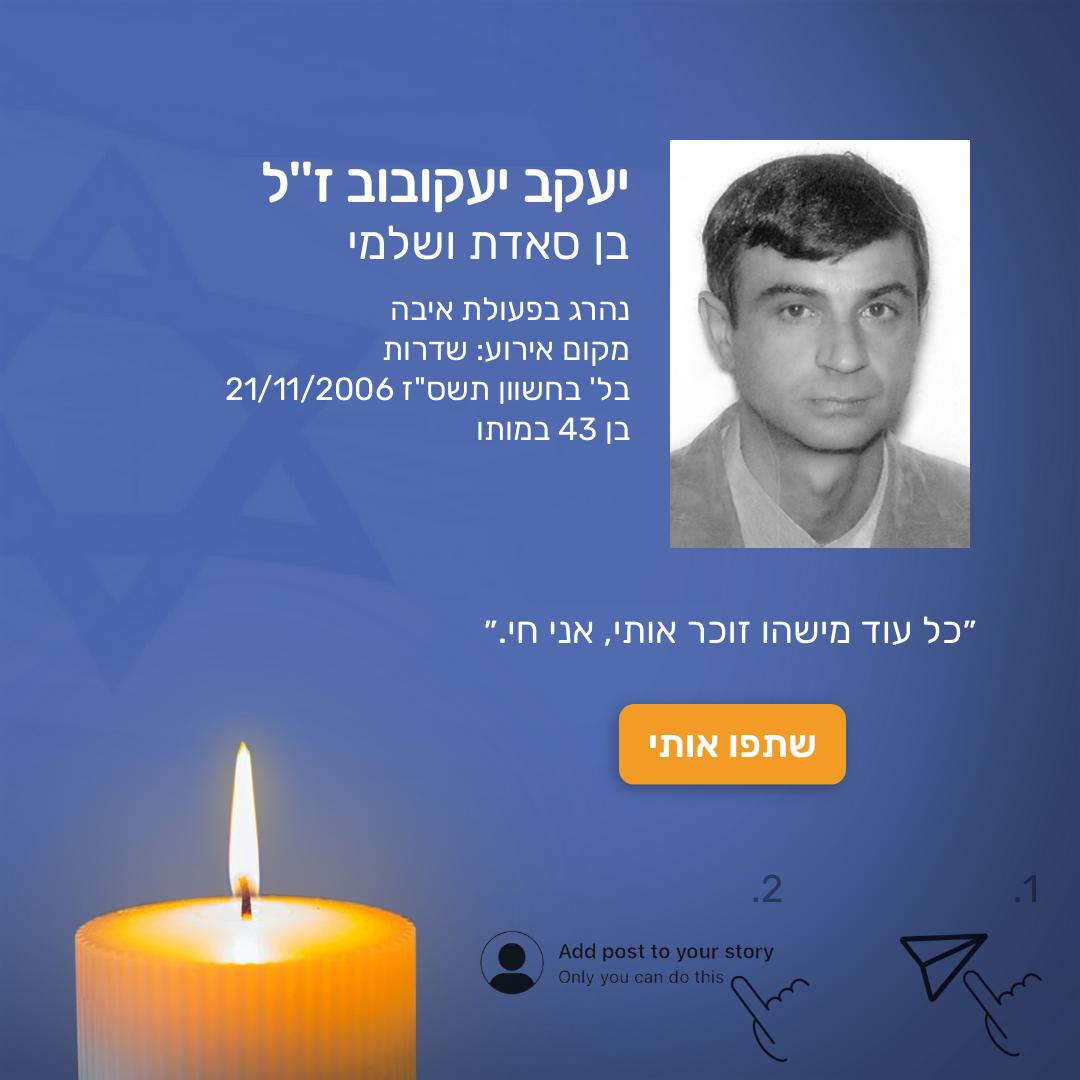 יעקב יעקובוב ז''ל
בן סאדת ושלמי
נהרג בפעולת איבה
מקום אירוע: שדרות
בל' בחשוון תשס"ז 21/11/2006
בן 43 במותו
״כל עוד מישהו זוכר אותי, אני חי.״
שתפו אותי
1.
2.
Add post to your story
Only you can do this